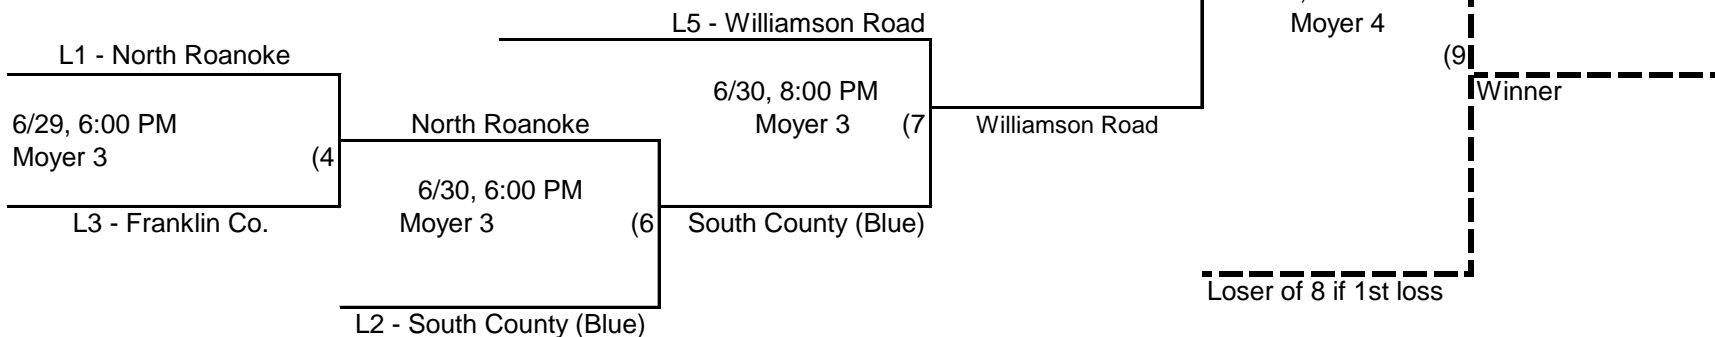 L5 - Williamson Road
Moyer 4
L1 - North Roanoke
(9
6/30, 8:00 PM
Winner
6/29, 6:00 PM
North Roanoke
Moyer 3
(7
Williamson Road
Moyer 3
(4
6/30, 6:00 PM
L3 - Franklin Co.
Moyer 3
(6
South County (Blue)
Loser of 8 if 1st loss
L2 - South County (Blue)